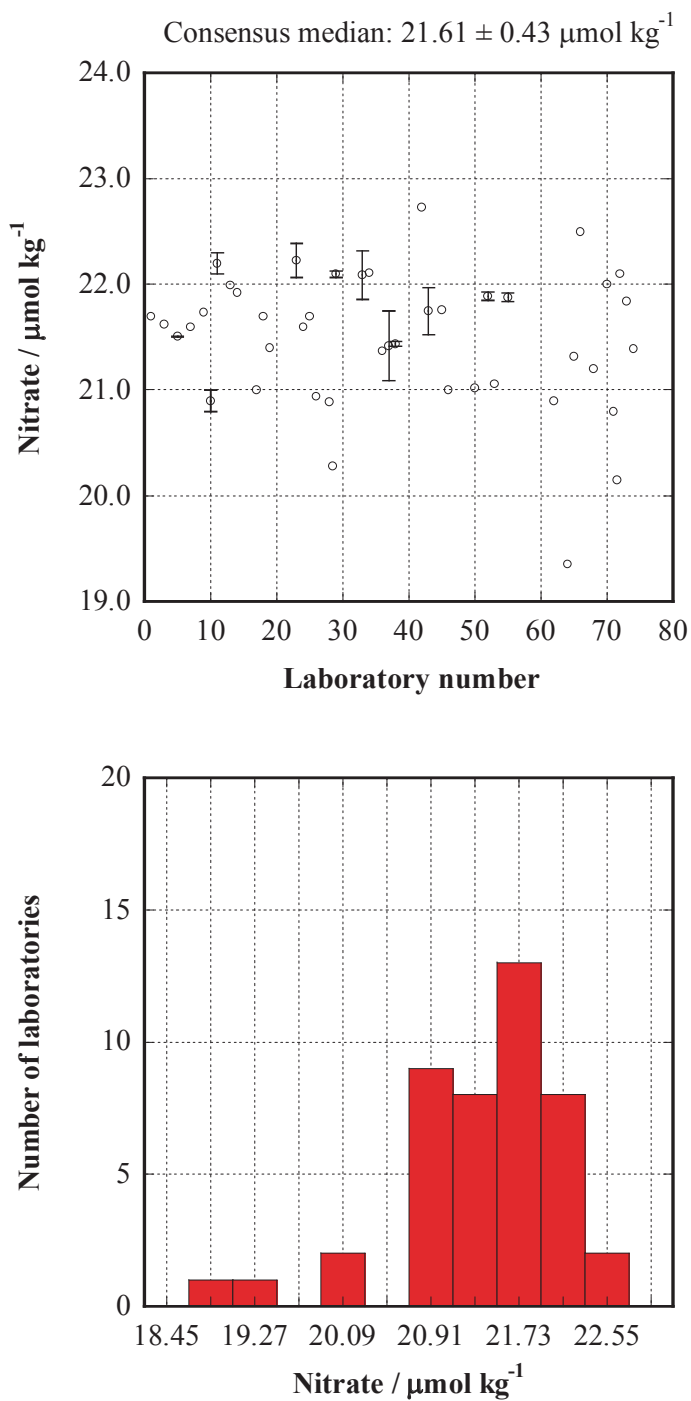 Consensus median: 21.61 ± 0.43 μmol kg⁻¹
24.0
23.0
22.0
21.0
20.0
19.0
Nitrate / μmol kg⁻¹
0 10 20 30 40 50 60 70 80
Laboratory number
20
15
10
5
0
Number of laboratories
18.45 19.27 20.09 20.91 21.73 22.55
Nitrate / μmol kg⁻¹